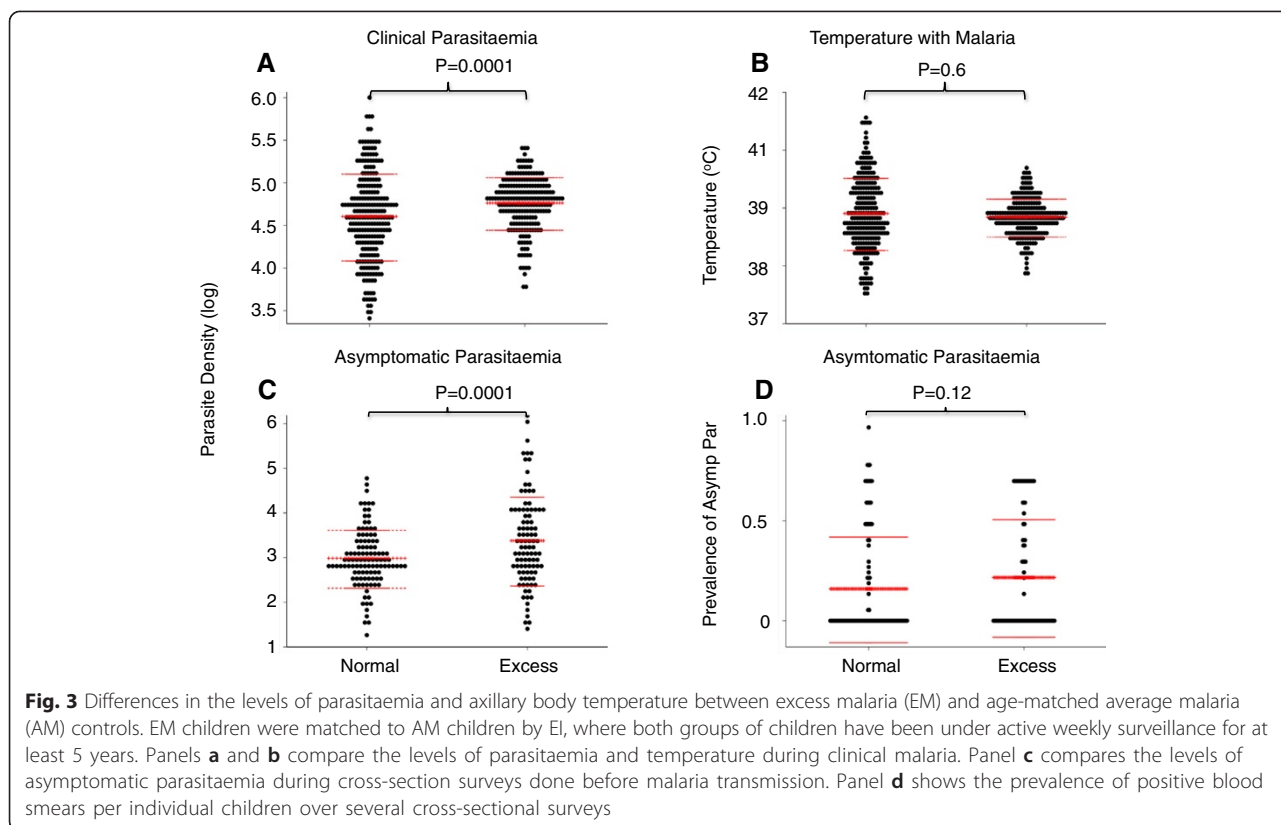 Clinical Parasitaemia
A
P=0.0001
6.0
5.5
5.0
4.5
4.0
3.5
Temperature with Malaria
B
P=0.6
42
41
39
38
37
Temperature (°C)
Parasite Density (log)
Asymptomatic Parasitaemia
C
P=0.0001
6
5
4
3
2
1
Normal
Excess
Asymtomatic Parasitaemia
D
P=0.12
1.0
0.5
0
Prevalence of Asymp Par
Normal
Excess
Fig. 3 Differences in the levels of parasitaemia and axillary body temperature between excess malaria (EM) and age-matched average malaria
(AM) controls. EM children were matched to AM children by EI, where both groups of children have been under active weekly surveillance for at
least 5 years. Panels a and b compare the levels of parasitaemia and temperature during clinical malaria. Panel c compares the levels of
asymptomatic parasitaemia during cross-section surveys done before malaria transmission. Panel d shows the prevalence of positive blood
smears per individual children over several cross-sectional surveys